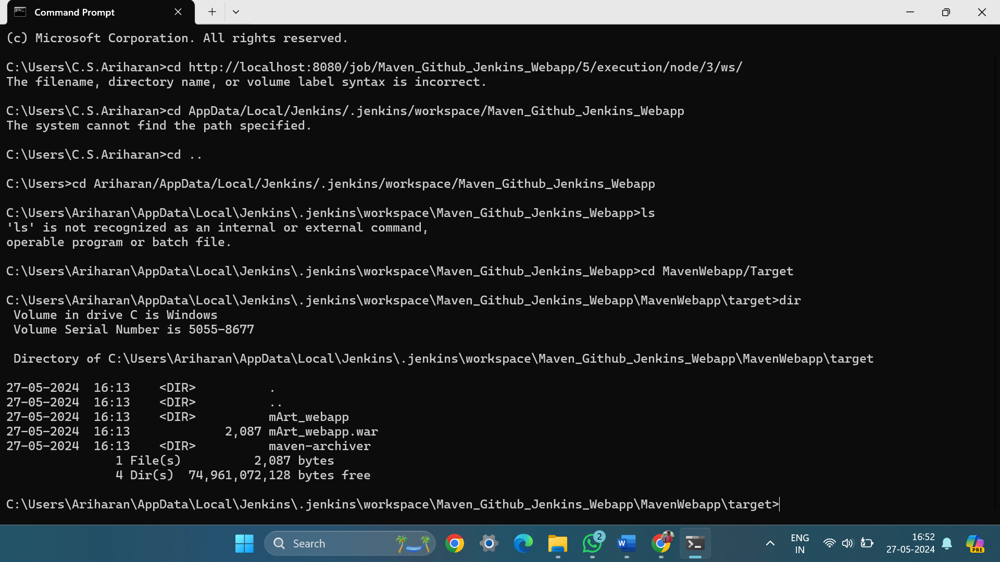 Command Prompt
(c) Microsoft Corporation. All rights reserved.
C:\Users\C.S.Ariharan>cd http://localhost:8080/job/Maven_Github_Jenkins_Webapp/5/execution/node/3/ws/
The filename, directory name, or volume label syntax is incorrect.
C:\Users\C.S.Ariharan>cd AppData/Local/Jenkins/.jenkins/workspace/Maven_Github_Jenkins_Webapp
The system cannot find the path specified.
C:\Users\C.S.Ariharan>cd ..
C:\Users>cd Ariharan/AppData/Local/Jenkins/.jenkins/workspace/Maven_Github_Jenkins_Webapp
C:\Users\Ariharan\AppData\Local\Jenkins\.jenkins\workspace\Maven_Github_Jenkins_Webapp>ls
'ls' is not recognized as an internal or external command,
operable program or batch file.
C:\Users\Ariharan\AppData\Local\Jenkins\.jenkins\workspace\Maven_Github_Jenkins_Webapp>cd MavenWebapp/Target
C:\Users\Ariharan\AppData\Local\Jenkins\.jenkins\workspace\Maven_Github_Jenkins_Webapp\MavenWebapp\target>dir
 Volume in drive C is Windows
 Volume Serial Number is 5055-8677
 Directory of C:\Users\Ariharan\AppData\Local\Jenkins\.jenkins\workspace\Maven_Github_Jenkins_Webapp\MavenWebapp\target
27-05-2024  16:13    <DIR>          .
27-05-2024  16:13    <DIR>          ..
27-05-2024  16:13    <DIR>          mArt_webapp
27-05-2024  16:13             2,087 mArt_webapp.war
27-05-2024  16:13    <DIR>          maven-archiver
               1 File(s)          2,087 bytes
               4 Dir(s)  74,961,072,128 bytes free
C:\Users\Ariharan\AppData\Local\Jenkins\.jenkins\workspace\Maven_Github_Jenkins_Webapp\MavenWebapp\target>
Search
2
W
ENG
IN
16:52
27-05-2024
PRE